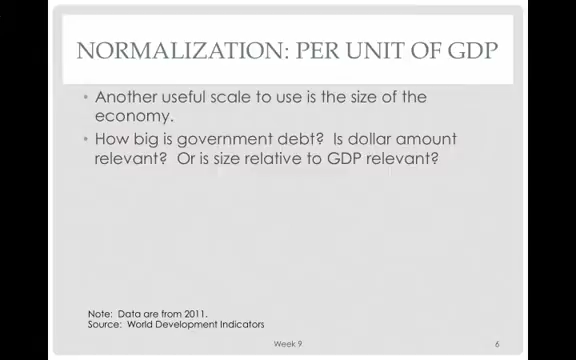 NORMALIZATION: PER UNIT OF GDP
• Another useful scale to use is the size of the
economy.
• How big is government debt? Is dollar amount
relevant? Or is size relative to GDP relevant?
Note: Data are from 2011.
Source: World Development Indicators
Week 9
6